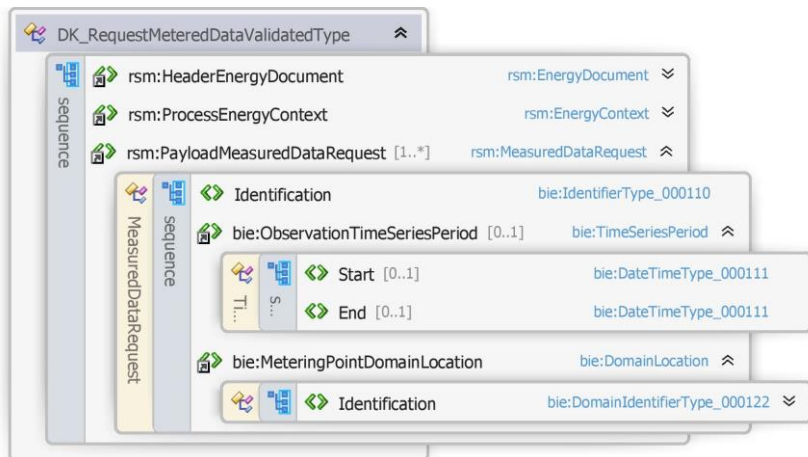 DK_RequestMeteredDataValidatedType
sequence
rsm:HeaderEnergyDocument rsm:EnergyDocument
rsm:ProcessEnergyContext rsm:EnergyContext
rsm:PayloadMeasuredDataRequest [1..*] rsm:MeasuredDataRequest
MeasuredDataRequest
sequence
Identification bie:IdentifierType_000110
bie:ObservationTimeSeriesPeriod [0..1] bie:TimeSeriesPeriod
Ti...
S...
Start [0..1] bie:DateTimeType_000111
End [0..1] bie:DateTimeType_000111
bie:MeteringPointDomainLocation bie:DomainLocation
Identification bie:DomainIdentifierType_000122